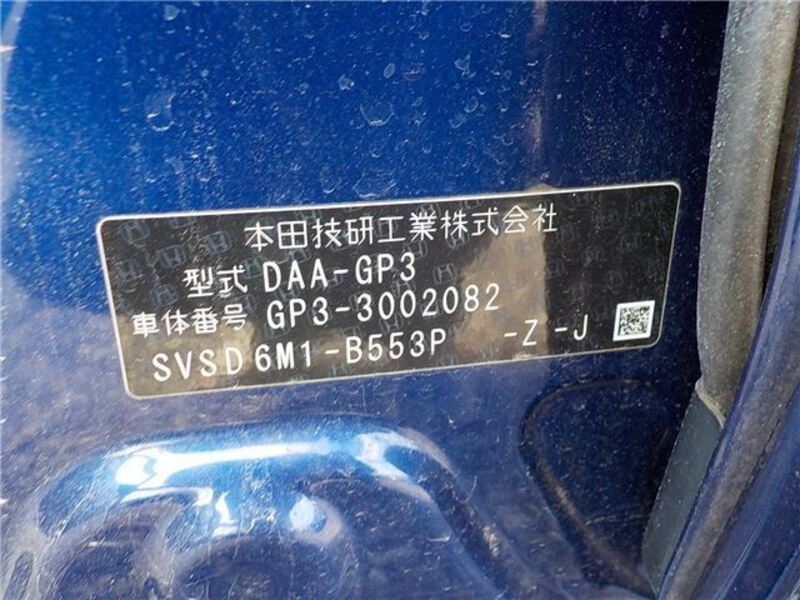 本田技研工業株式会社
型式 DAA-GP3
車体番号 GP3-3002082
SVSD6M1-B553P -Z -J